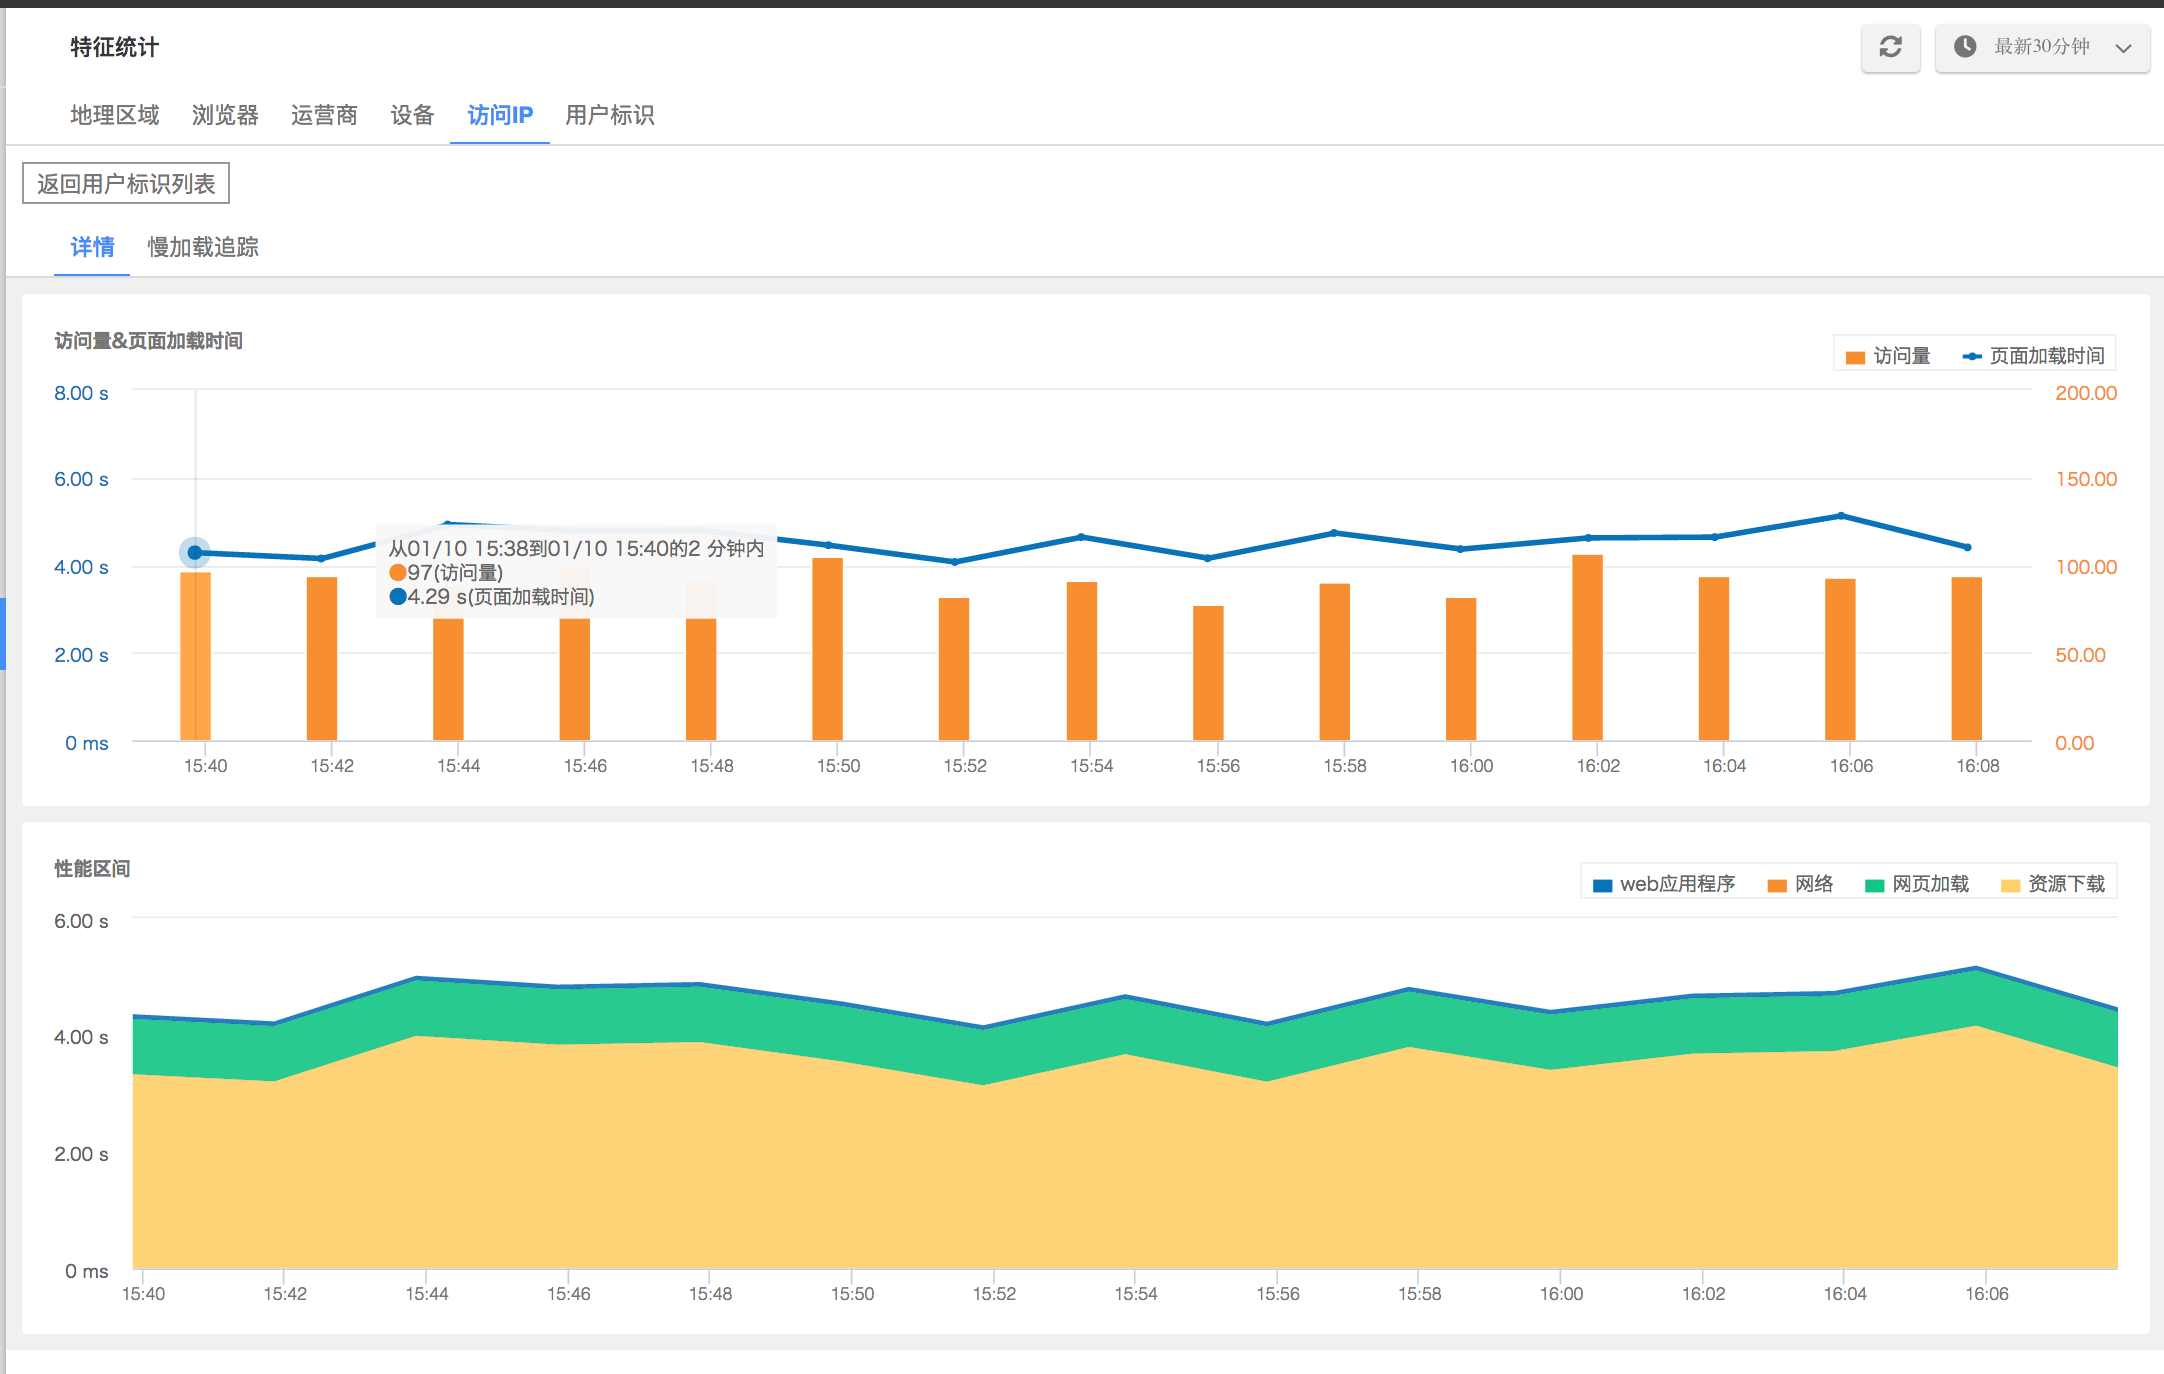 特征统计
最新30分钟
地理区域 浏览器 运营商 设备 访问IP 用户标识
返回用户标识列表
详情 慢加载追踪
访问量&页面加载时间
访问量 页面加载时间
8.00 s 200.00
6.00 s 150.00
从01/10 15:38到01/10 15:40的2 分钟内
4.00 s 97(访问量) 100.00
4.29 s(页面加载时间)
2.00 s 50.00
0 ms 0.00
15:40 15:42 15:44 15:46 15:48 15:50 15:52 15:54 15:56 15:58 16:00 16:02 16:04 16:06 16:08
性能区间
web应用程序 网络 网页加载 资源下载
6.00 s
4.00 s
2.00 s
0 ms
15:40 15:42 15:44 15:46 15:48 15:50 15:52 15:54 15:56 15:58 16:00 16:02 16:04 16:06